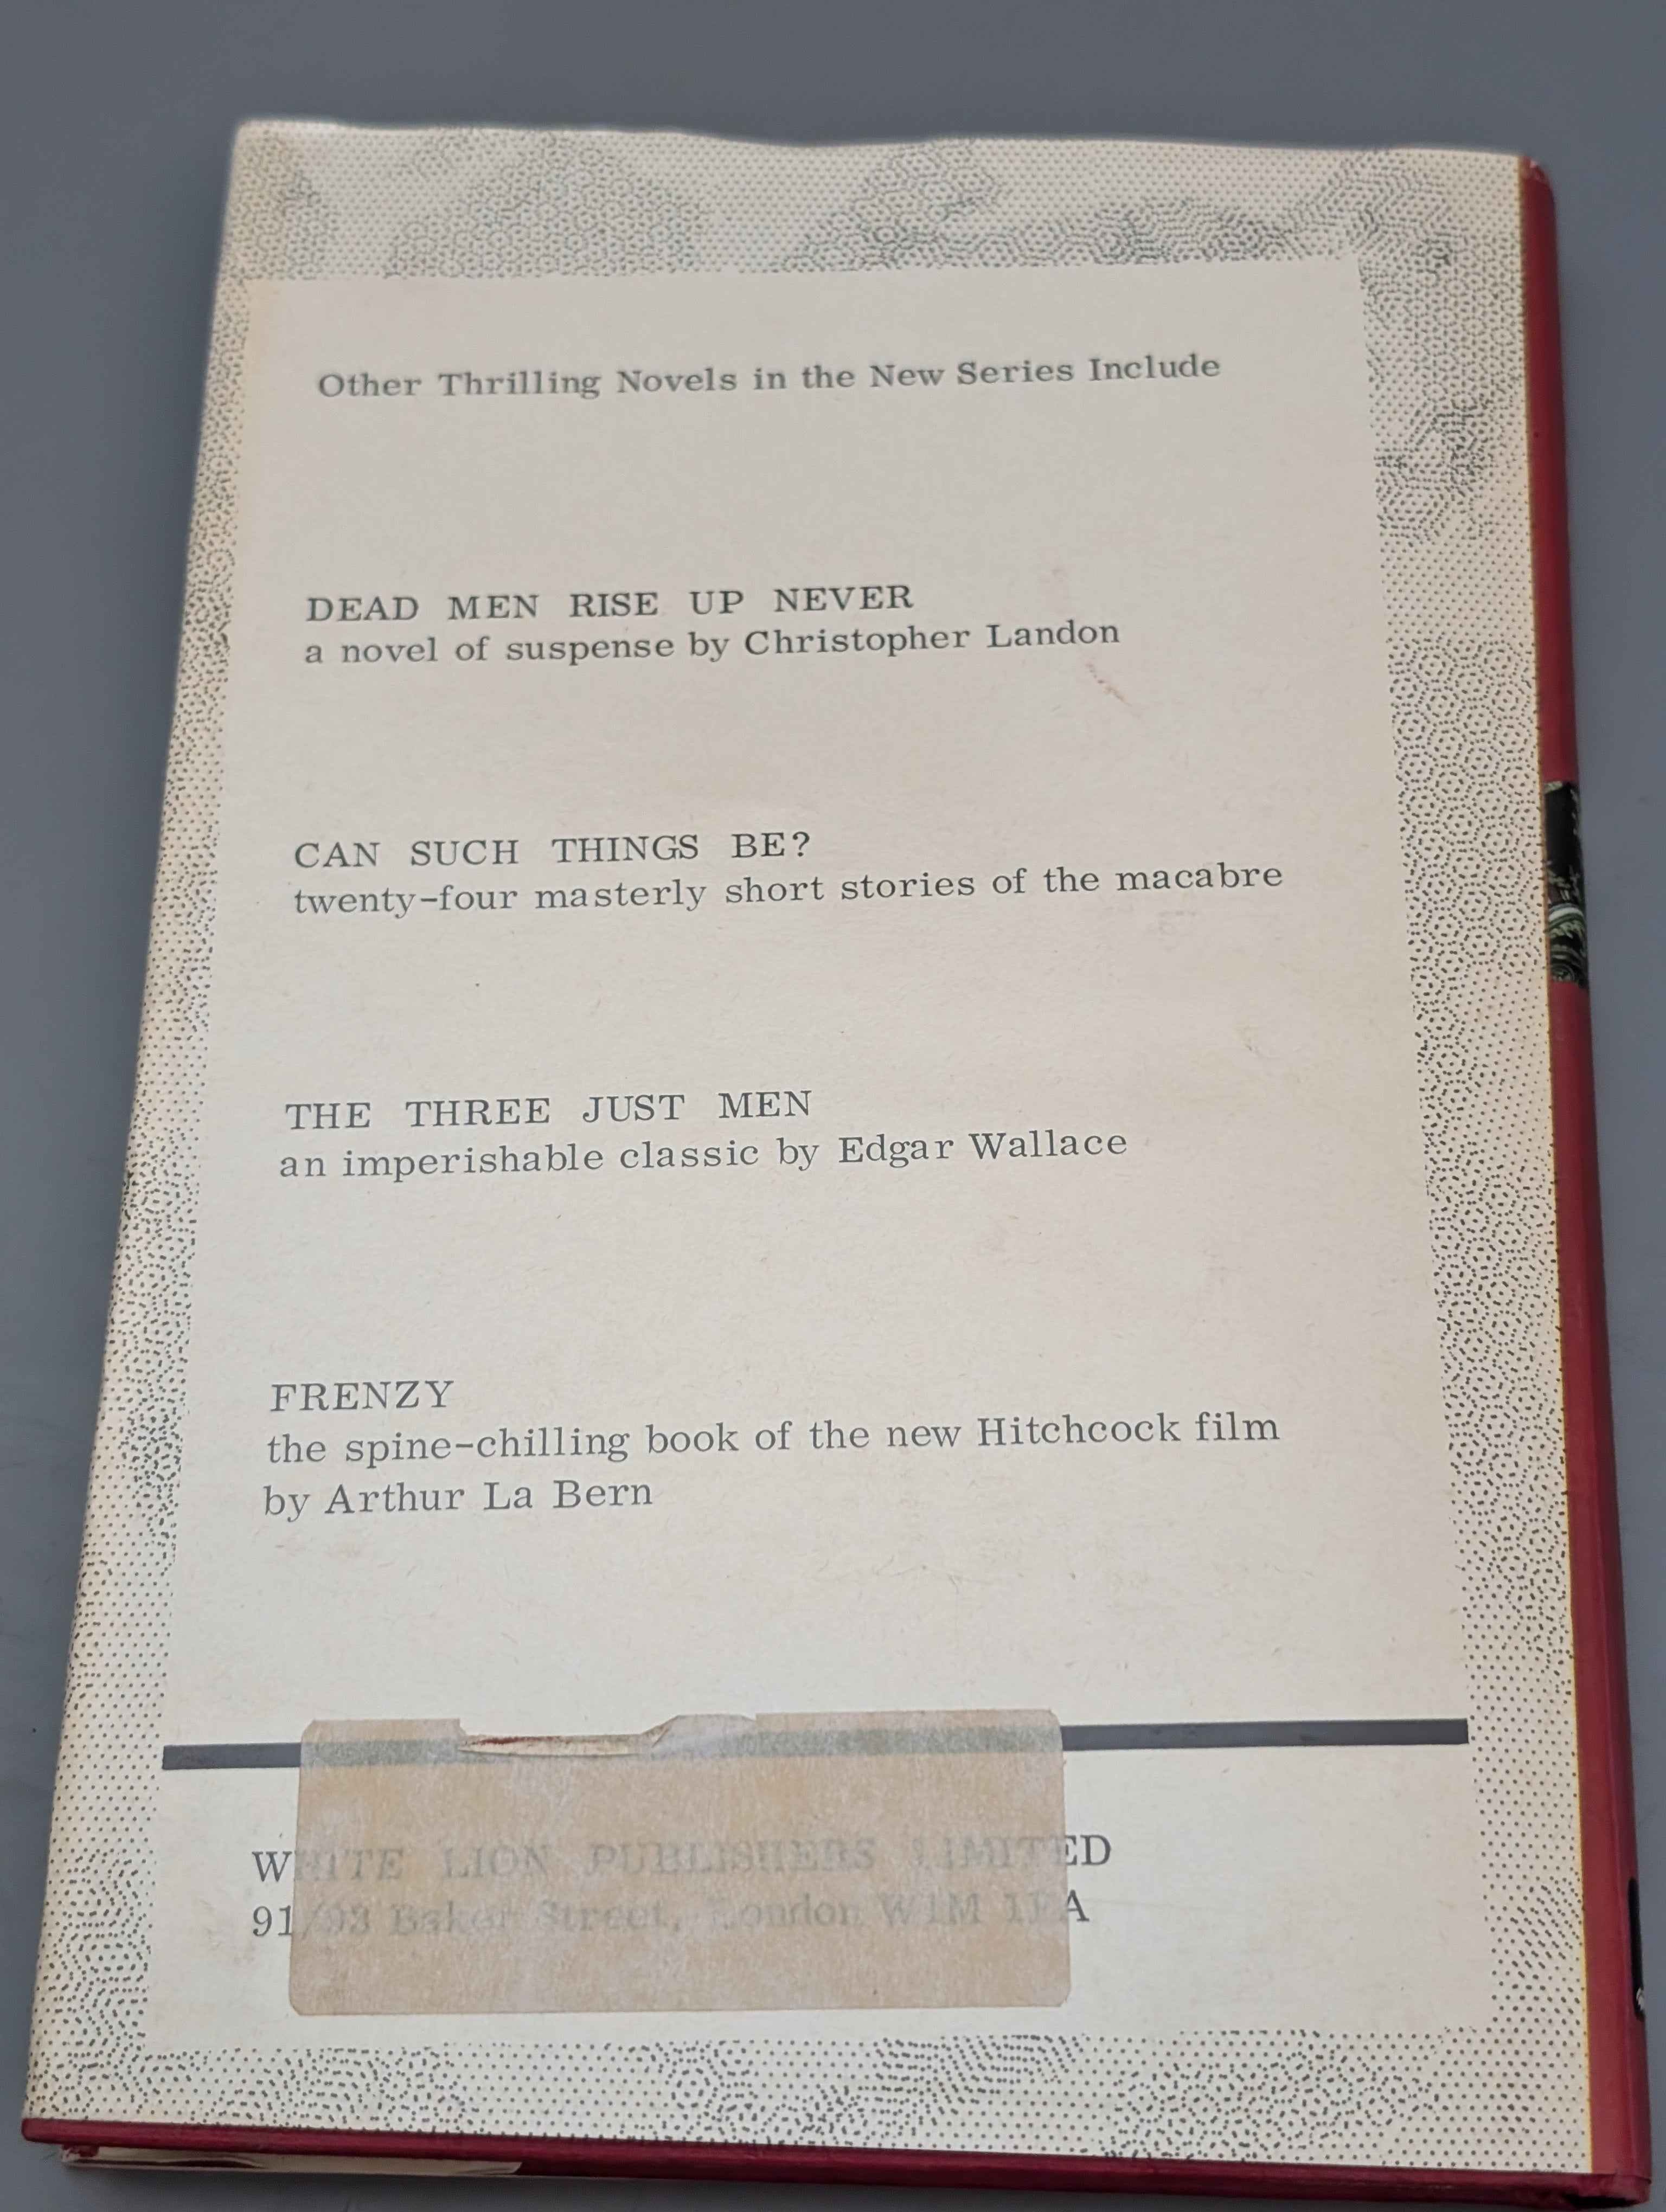 Other Thrilling Novels in the New Series Include
DEAD MEN RISE UP NEVER
a novel of suspense by Christopher Landon
CAN SUCH THINGS BE?
twenty-four masterly short stories of the macabre
THE THREE JUST MEN
an imperishable classic by Edgar Wallace
FRENZY
the spine-chilling book of the new Hitchcock film
by Arthur La Bern
WHITE LION PUBLISHERS LIMITED
91/93 Baker Street, London W1M 1FA